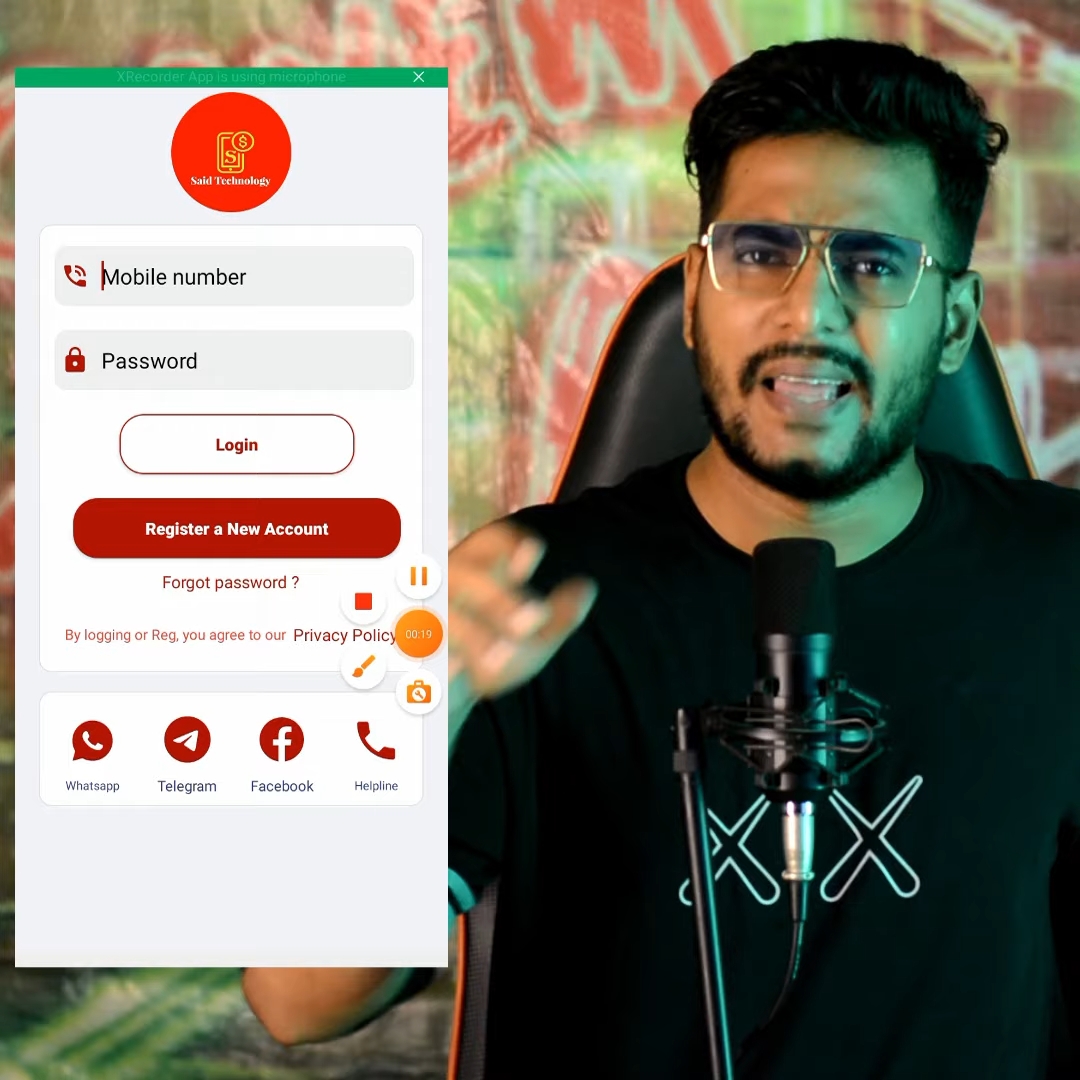 XRecorder App is using microphone
S
$
Said Technology
Mobile number
Password
Login
Register a New Account
Forgot password ?
00:19
By logging or Reg, you agree to our Privacy Policy
Whatsapp
Telegram
Facebook
Helpline
XX